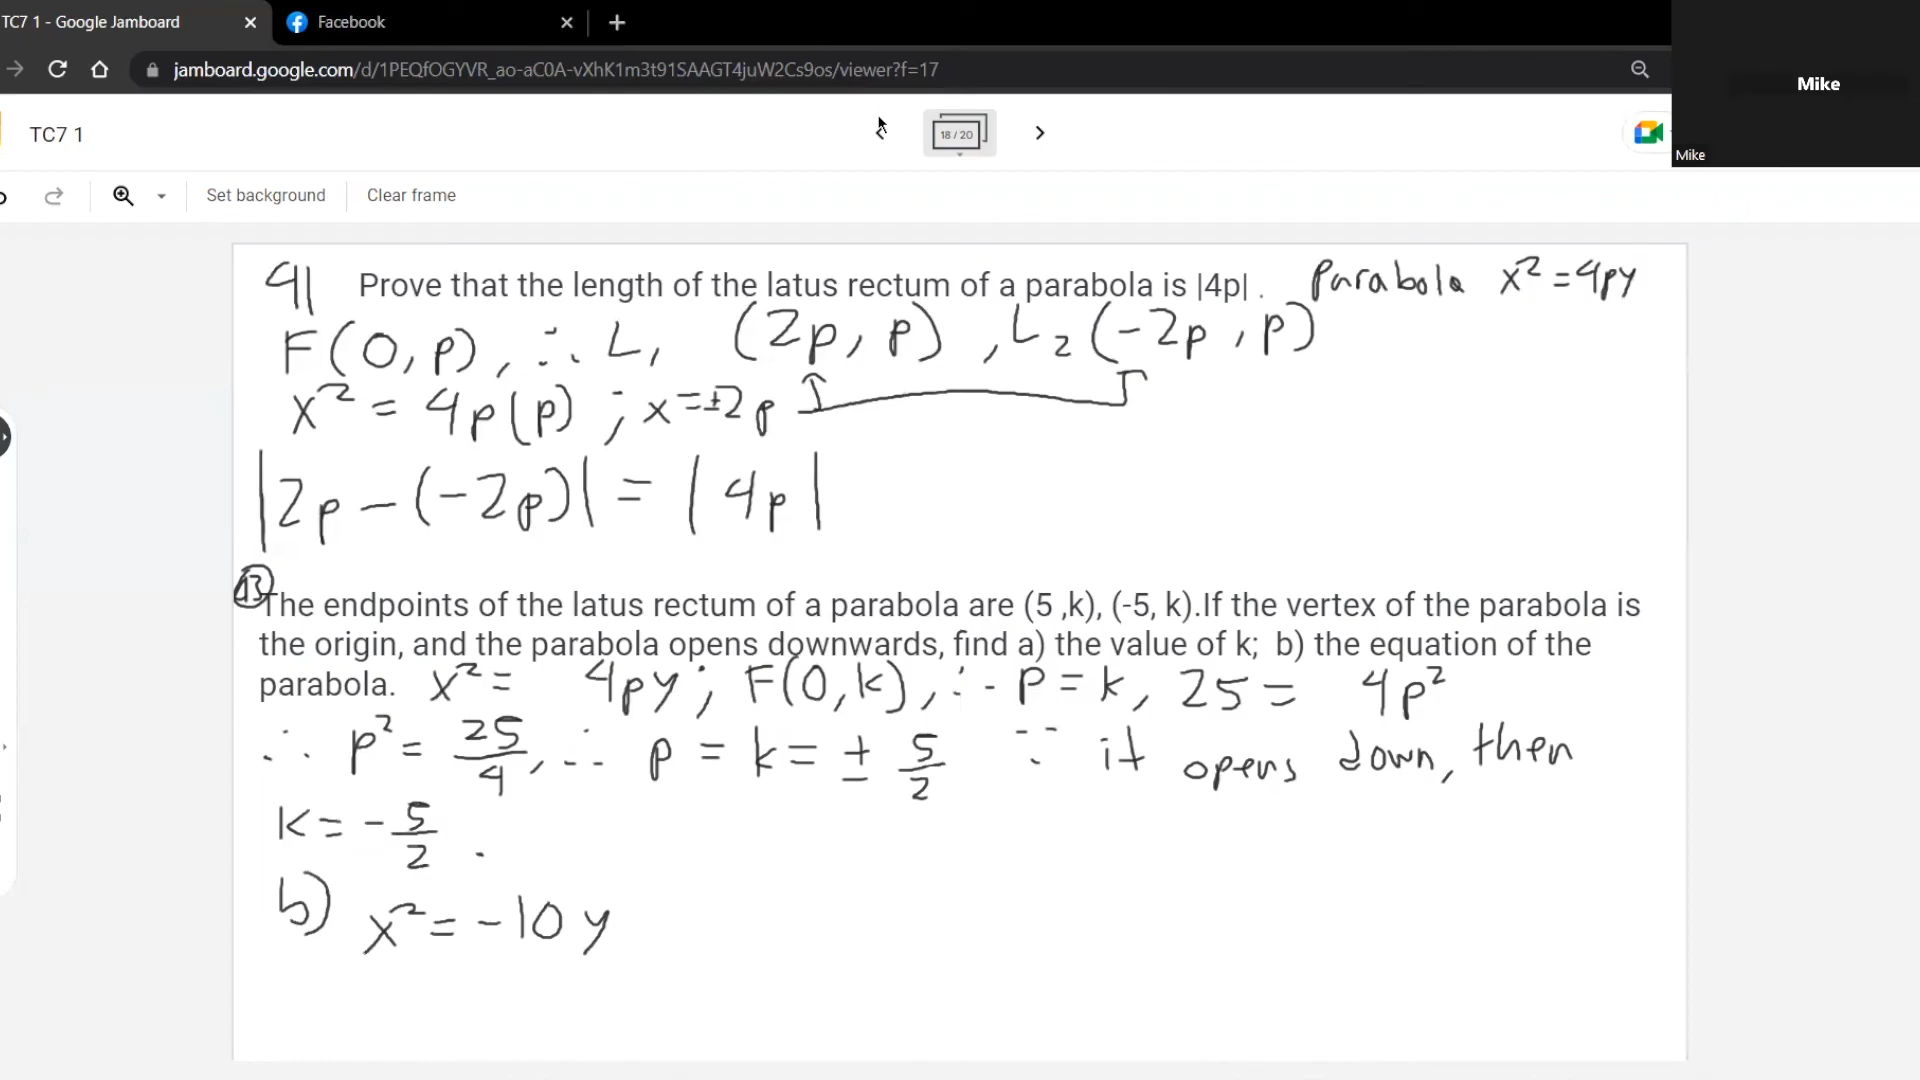 TC7 1 - Google Jamboard
Facebook
jamboard.google.com/d/1PEQfOGYVR_ao-aC0A-vXhK1m3t91SAAGT4juW2Cs9os/viewer?f=17
Mike
Mike
TC7 1
18 / 20
Set background
Clear frame
41 Prove that the length of the latus rectum of a parabola is |4p| . Parabola x² = 4py
F(0, p), ∴ L₁ (2p, p), L₂ (-2p, p)
x² = 4p(p) ; x = ±2p
|2p - (-2p)| = |4p|
13
The endpoints of the latus rectum of a parabola are (5 ,k), (-5, k).If the vertex of the parabola is
the origin, and the parabola opens downwards, find a) the value of k; b) the equation of the
parabola. x² = 4py; F(0, k), ∴ p = k, 25 = 4p²
∴ p² = 25/4, ∴ p = k = ± 5/2 ∵ it opens down, then
k = - 5/2 .
b) x² = -10y